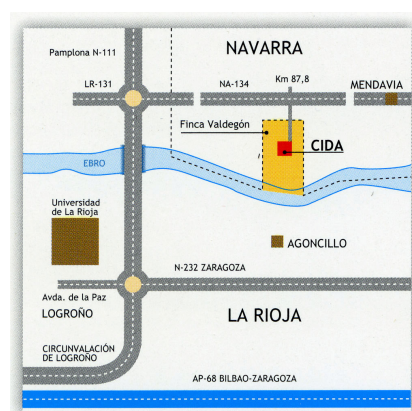 Pamplona N-111
NAVARRA
LR-131
NA-134
Km 87,8
MENDAVIA
Finca Valdegón
CIDA
EBRO
Universidad
de La Rioja
AGONCILLO
N-232 ZARAGOZA
Avda. de la Paz
LOGROÑO
LA RIOJA
CIRCUNVALACIÓN
DE LOGROÑO
AP-68 BILBAO-ZARAGOZA